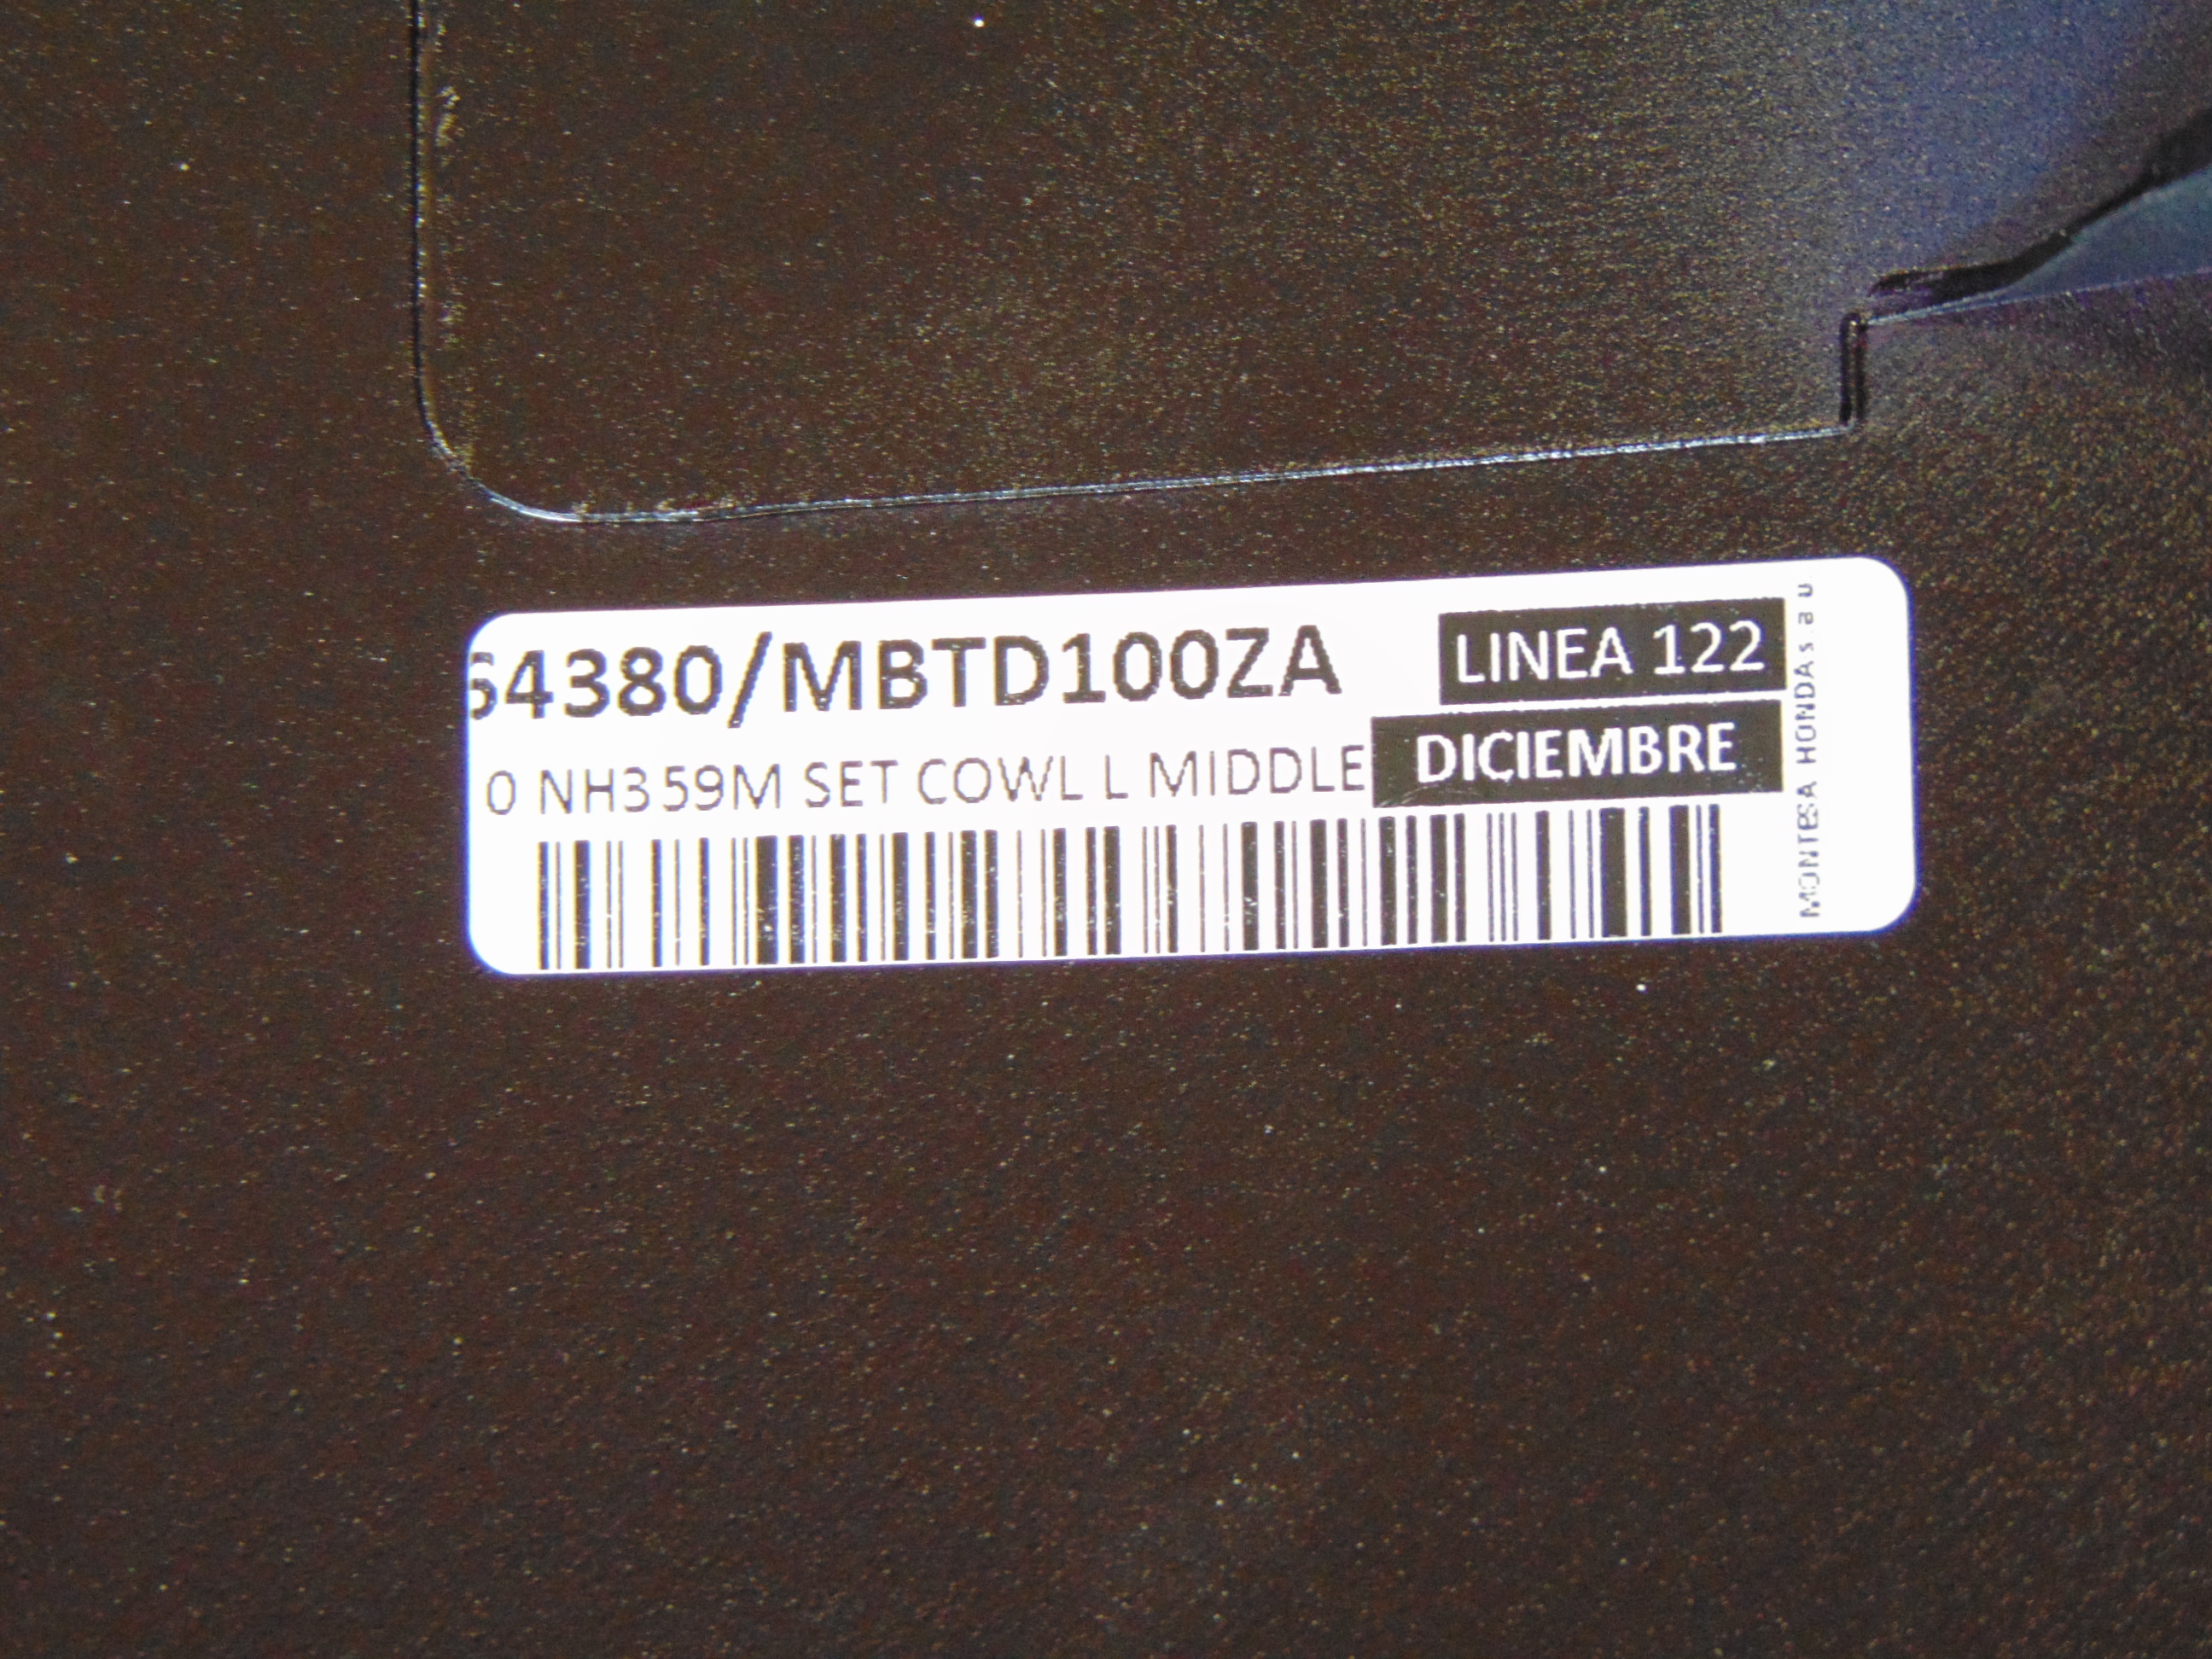 64380/MBTD100ZA
LINEA 122
0 NH359M SET COWL L MIDDLE
DICIEMBRE
MONTESA HONDA s.a u